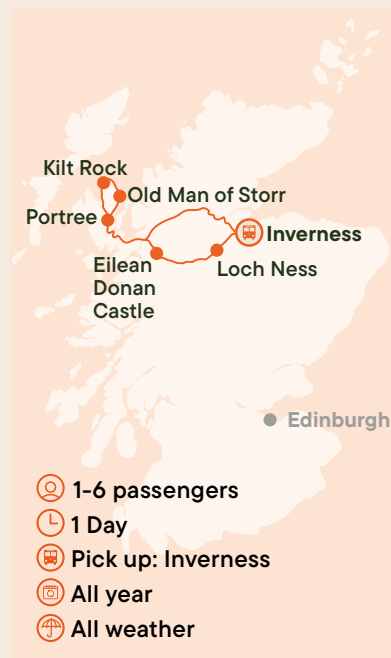 Kilt Rock
Old Man of Storr
Portree
Inverness
Eilean
Donan
Castle
Loch Ness
Edinburgh
1-6 passengers
1 Day
Pick up: Inverness
All year
All weather